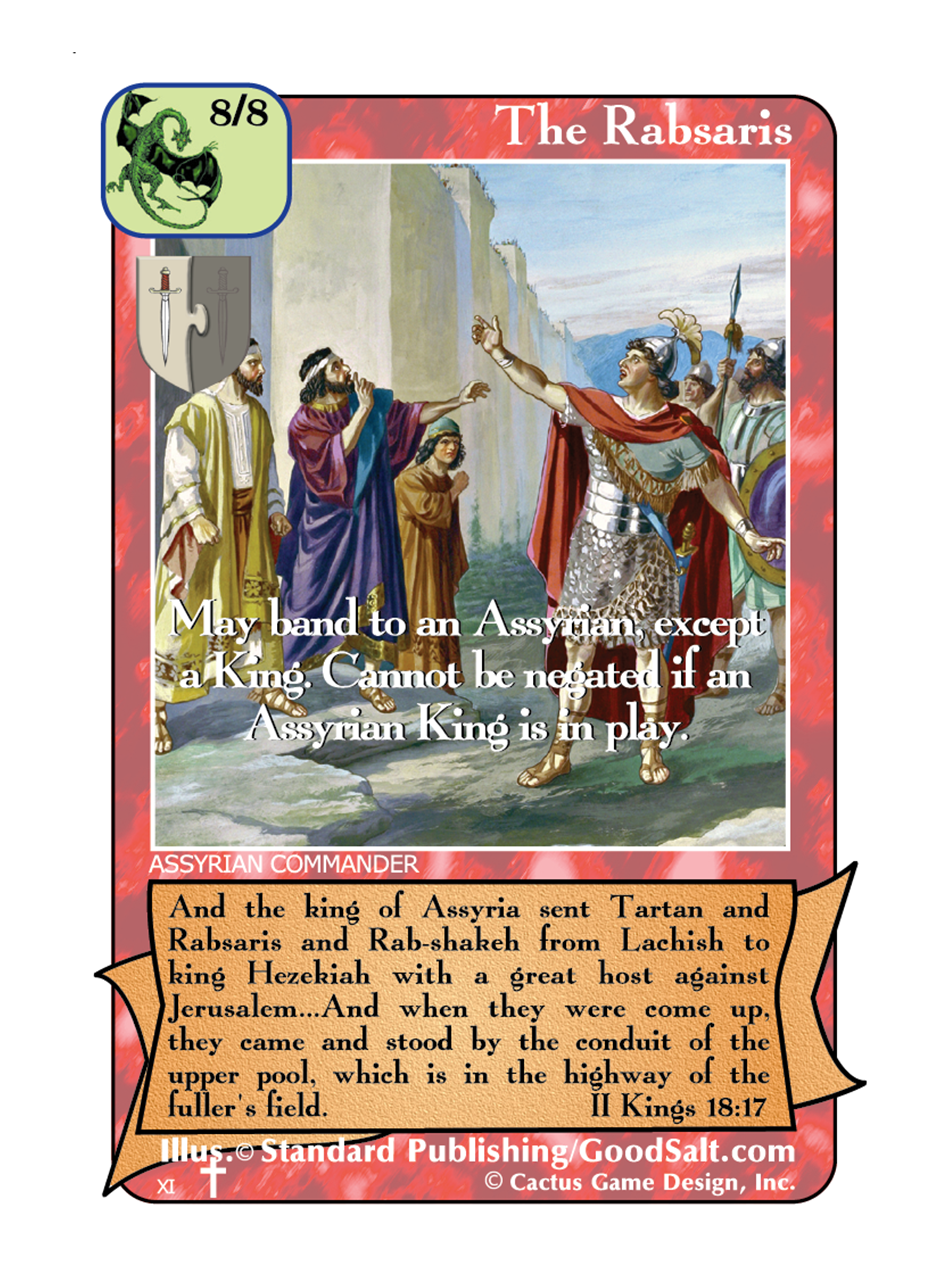 8/8
The Rabsaris
May band to an Assyrian, except
a King. Cannot be negated if an
Assyrian King is in play.
ASSYRIAN COMMANDER
And the king of Assyria sent Tartan and
Rabsaris and Rab-shakeh from Lachish to
king Hezekiah with a great host against
Jerusalem...And when they were come up,
they came and stood by the conduit of the
upper pool, which is in the highway of the
fuller's field. II Kings 18:17
Illus.© Standard Publishing/GoodSalt.com
XI © Cactus Game Design, Inc.